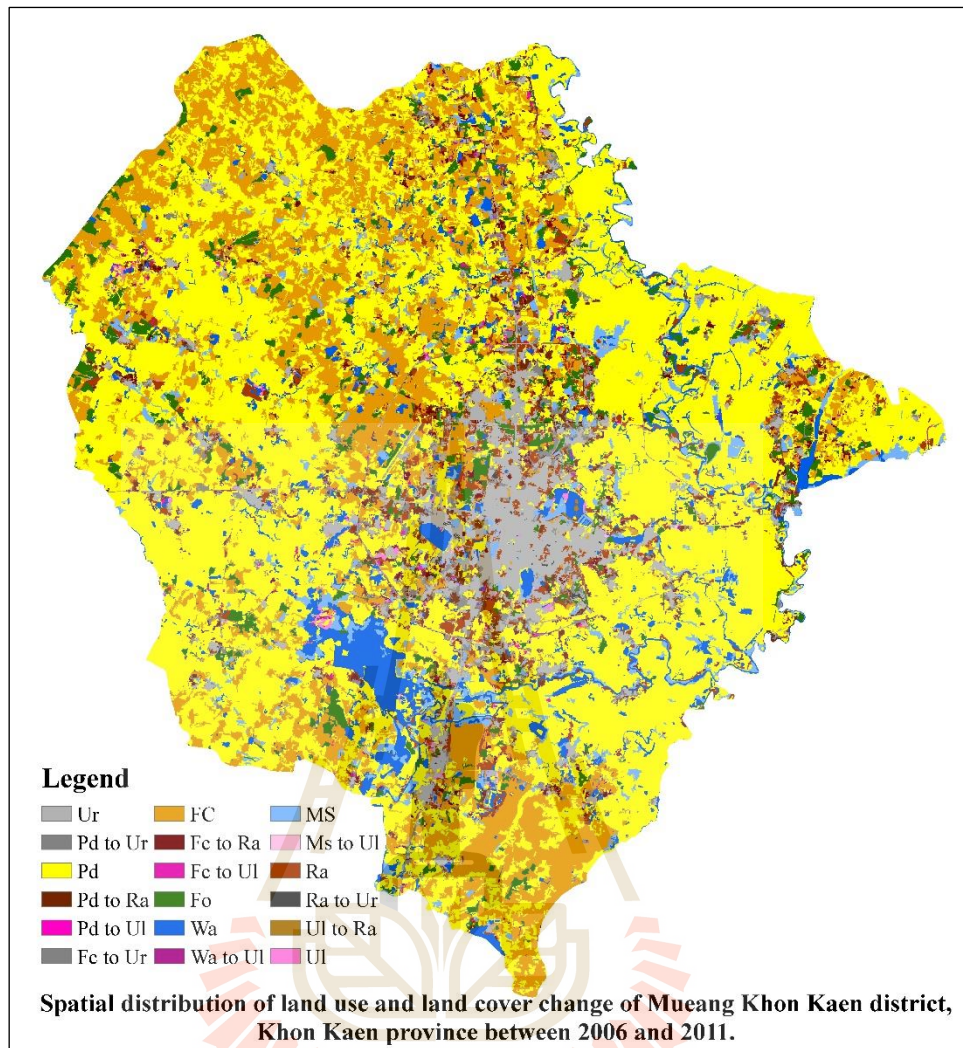 Legend
Ur FC MS
Pd to Ur Fc to Ra Ms to Ul
Pd Fc to Ul Ra
Pd to Ra Fo Ra to Ur
Pd to Ul Wa Ul to Ra
Fc to Ur Wa to Ul Ul
Spatial distribution of land use and land cover change of Mueang Khon Kaen district,
Khon Kaen province between 2006 and 2011.